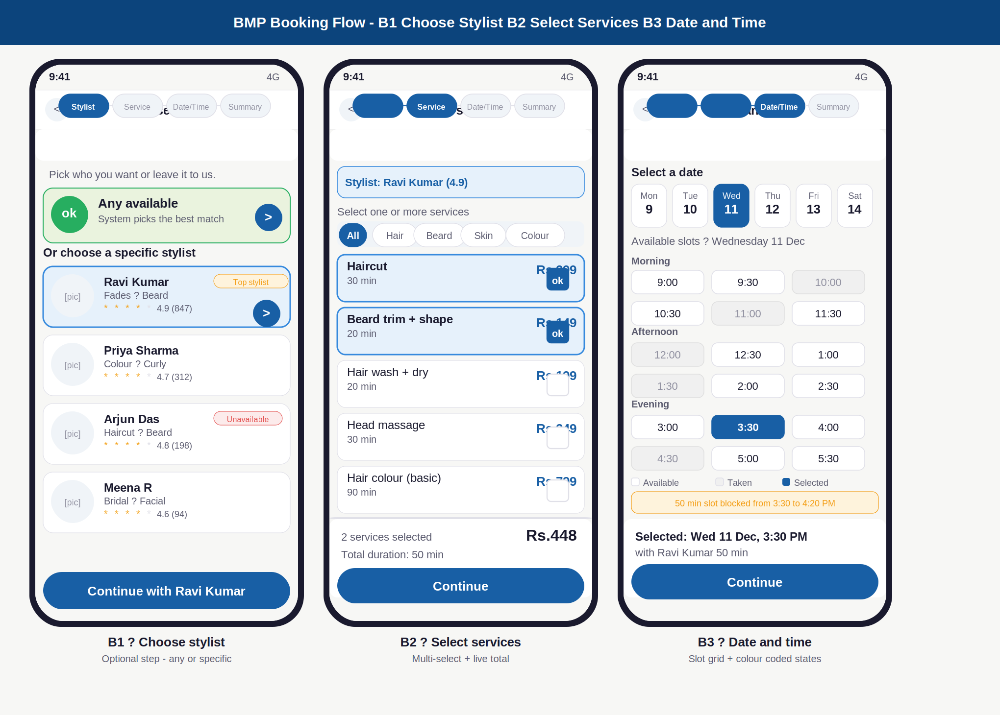 BMP Booking Flow - B1 Choose Stylist B2 Select Services B3 Date and Time
9:41
4G
<
Stylist
Service
Date/Time
Summary
Pick who you want or leave it to us.
ok
Any available
System picks the best match
>
Or choose a specific stylist
[pic]
Ravi Kumar
Top stylist
Fades ? Beard
* * * * * 4.9 (847)
>
[pic]
Priya Sharma
Colour ? Curly
* * * * * 4.7 (312)
[pic]
Arjun Das
Unavailable
Haircut ? Beard
* * * * * 4.8 (198)
[pic]
Meena R
Bridal ? Facial
* * * * * 4.6 (94)
Continue with Ravi Kumar
B1 ? Choose stylist
Optional step - any or specific
9:41
4G
<
Service
Date/Time
Summary
Stylist: Ravi Kumar (4.9)
Select one or more services
All
Hair
Beard
Skin
Colour
Haircut
30 min
ok
Beard trim + shape
20 min
ok
Hair wash + dry
20 min
Head massage
30 min
Hair colour (basic)
90 min
2 services selected
Rs.448
Total duration: 50 min
Continue
B2 ? Select services
Multi-select + live total
9:41
4G
<
Date/Time
Summary
Select a date
Mon
9
Tue
10
Wed
11
Thu
12
Fri
13
Sat
14
Available slots ? Wednesday 11 Dec
Morning
9:00
9:30
10:00
10:30
11:00
11:30
Afternoon
12:00
12:30
1:00
1:30
2:00
2:30
Evening
3:00
3:30
4:00
4:30
5:00
5:30
Available
Taken
Selected
50 min slot blocked from 3:30 to 4:20 PM
Selected: Wed 11 Dec, 3:30 PM
with Ravi Kumar 50 min
Continue
B3 ? Date and time
Slot grid + colour coded states